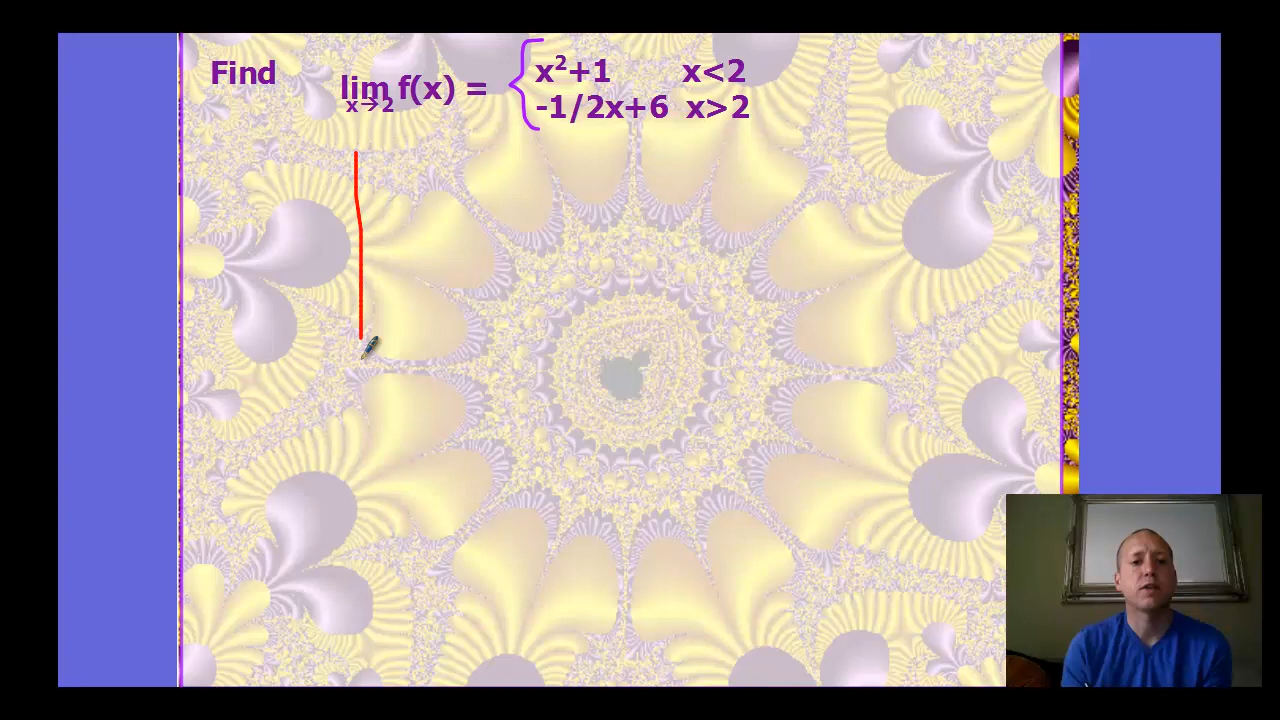 Find lim f(x) = { x²+1 x<2
x→2 -1/2x+6 x>2